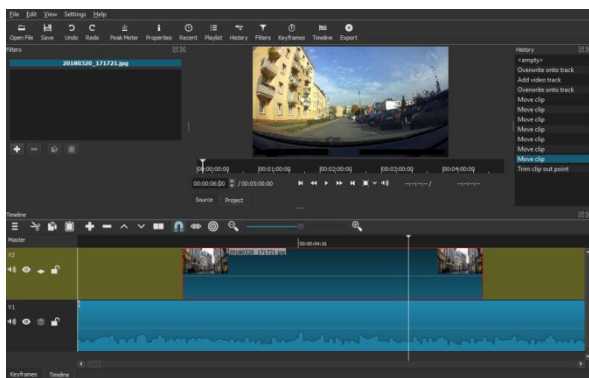 File Edit View Settings Help
Open File Save Undo Redo Peak Meter Properties Recent Playlist History Filters Keyframes Timeline Export
Filters
20180320_171721.jpg
History
<empty>
Overwrite onto track
Add video track
Overwrite onto track
Move clip
Move clip
Move clip
Move clip
Move clip
Move clip
Trim clip out point
00:00:00:00 00:01:00:00 00:02:00:00 00:03:00:00 00:04:00:00
00:00:06:00 / 00:05:00:00 --:--:--:-- / --:--:--:--
Source Project
Timeline
Master 00:00:04:16
V2 20180320_171721.jpg
V1
Keyframes Timeline